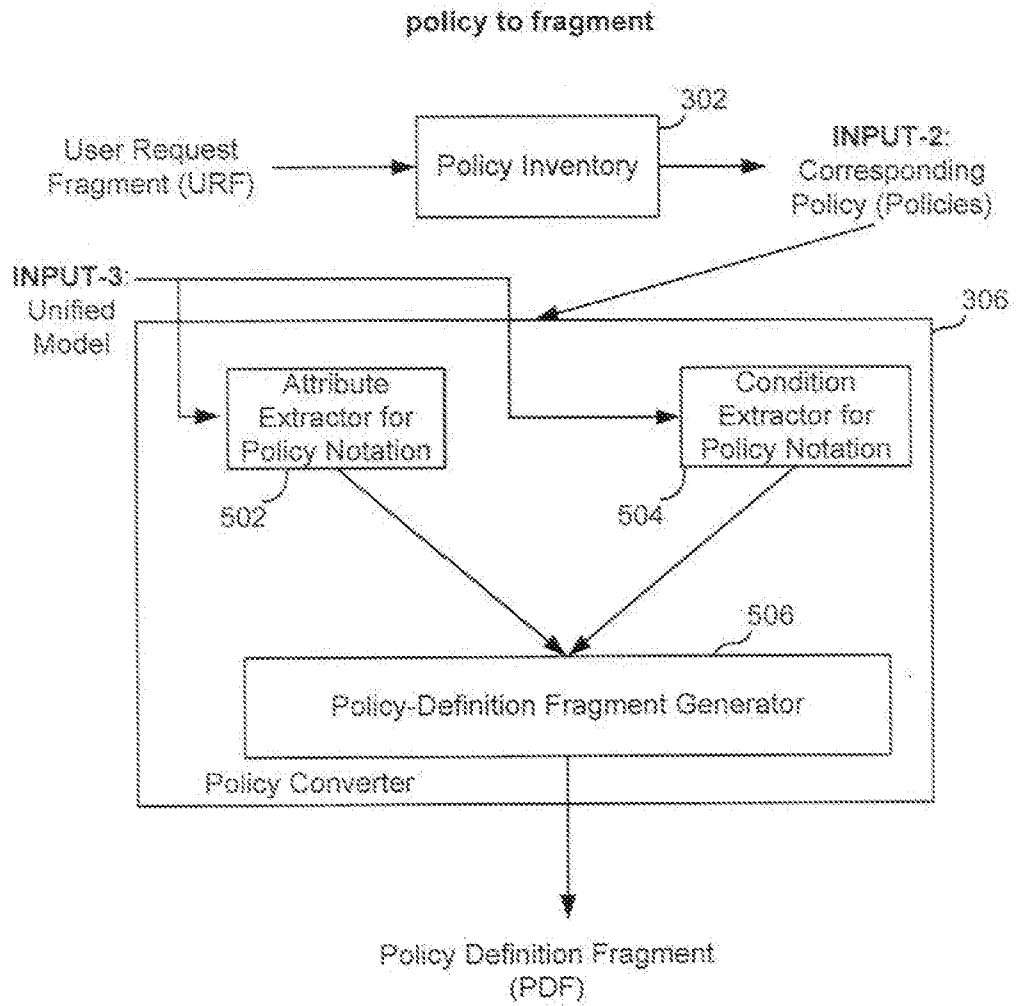 policy to fragment
302
User Request
Fragment (URF)
Policy Inventory
INPUT-2:
Corresponding
Policy (Policies)
INPUT-3:
Unified
Model
306
Attribute
Extractor for
Policy Notation
Condition
Extractor for
Policy Notation
502
504
506
Policy-Definition Fragment Generator
Policy Converter
Policy Definition Fragment
(PDF)